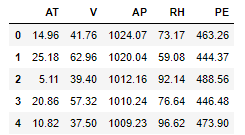 AT V AP RH PE
0 14.96 41.76 1024.07 73.17 463.26
1 25.18 62.96 1020.04 59.08 444.37
2 5.11 39.40 1012.16 92.14 488.56
3 20.86 57.32 1010.24 76.64 446.48
4 10.82 37.50 1009.23 96.62 473.90